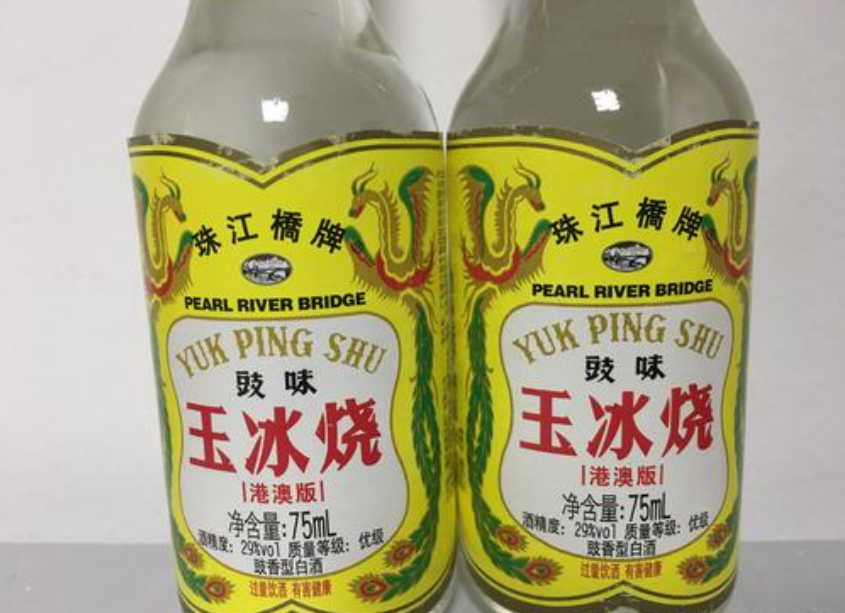 珠江橋牌
PEARL RIVER BRIDGE
YUK PING SHU
豉味
玉冰烧
港澳版
净含量:75mL
酒精度: 29%vol 质量等级: 优级
豉香型白酒
过量饮酒 有害健康
珠江橋牌
PEARL RIVER BRIDGE
YUK PING SHU
豉味
玉冰烧
港澳版
净含量:75mL
酒精度: 29%vol 质量等级: 优级
豉香型白酒
过量饮酒 有害健康